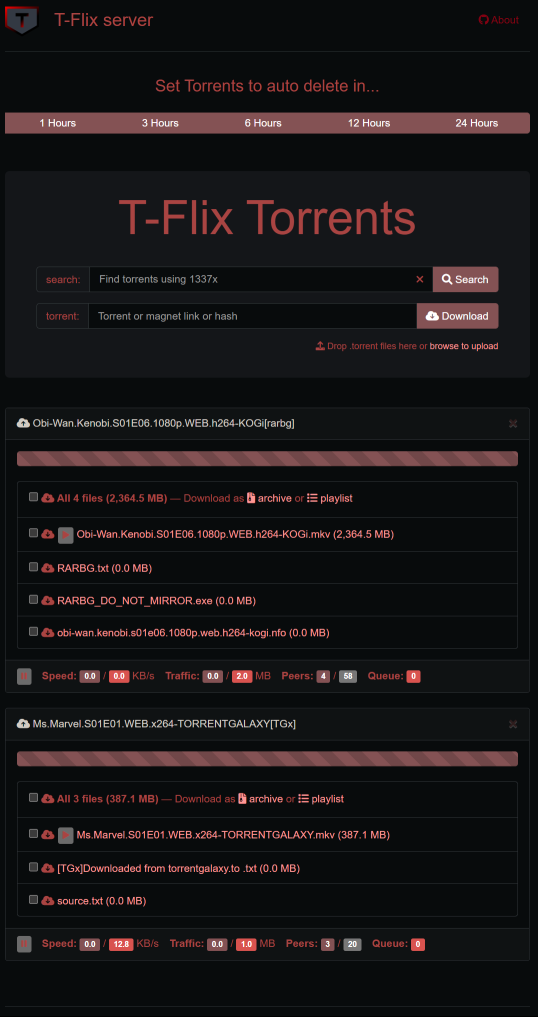 T
T-Flix server
About
Set Torrents to auto delete in...
1 Hours 3 Hours 6 Hours 12 Hours 24 Hours
T-Flix Torrents
search: Find torrents using 1337x × Search
torrent: Torrent or magnet link or hash Download
Drop .torrent files here or browse to upload
Obi-Wan.Kenobi.S01E06.1080p.WEB.h264-KOGi[rarbg]
All 4 files (2,364.5 MB) — Download as archive or playlist
Obi-Wan.Kenobi.S01E06.1080p.WEB.h264-KOGi.mkv (2,364.5 MB)
RARBG.txt (0.0 MB)
RARBG_DO_NOT_MIRROR.exe (0.0 MB)
obi-wan.kenobi.s01e06.1080p.web.h264-kogi.nfo (0.0 MB)
Speed: 0.0 / 0.0 KB/s Traffic: 0.0 / 2.0 MB Peers: 4 / 58 Queue: 0
Ms.Marvel.S01E01.WEB.x264-TORRENTGALAXY[TGx]
All 3 files (387.1 MB) — Download as archive or playlist
Ms.Marvel.S01E01.WEB.x264-TORRENTGALAXY.mkv (387.1 MB)
[TGx]Downloaded from torrentgalaxy.to .txt (0.0 MB)
source.txt (0.0 MB)
Speed: 0.0 / 12.8 KB/s Traffic: 0.0 / 1.0 MB Peers: 3 / 20 Queue: 0